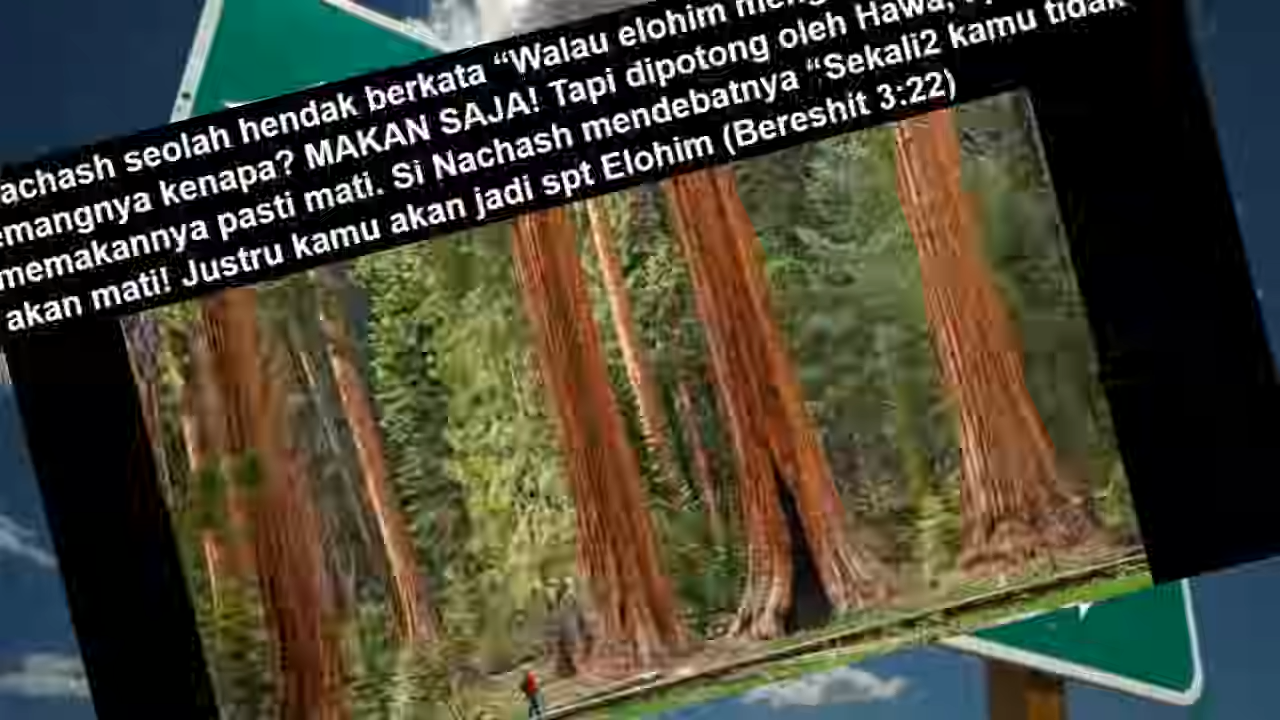 achash seolah hendak berkata “Walau elohim
emangnya kenapa? MAKAN SAJA! Tapi dipotong oleh Hawa,
memakannya pasti mati. Si Nachash mendebatnya “Sekali2 kamu tidak
akan mati! Justru kamu akan jadi spt Elohim (Bereshit 3:22)